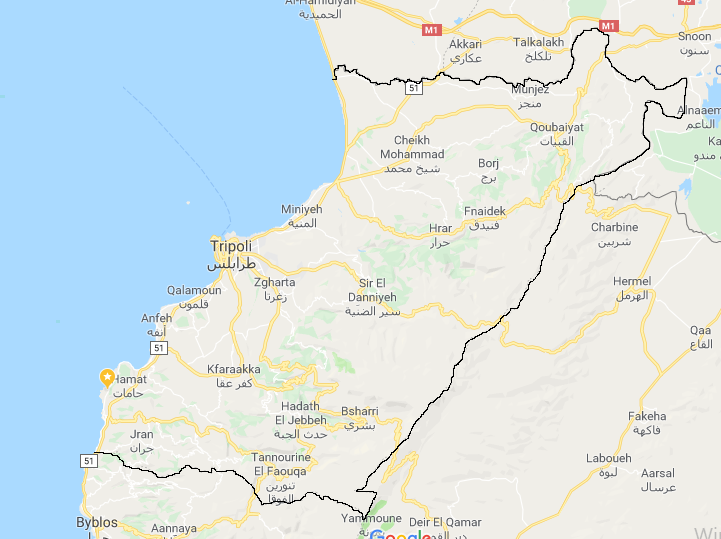 Al-Hamidiyah
الحميدية
M1
M1
Snoon
سنون
Akkari
عكاري
Talkalakh
تلكلخ
51
Munjez
منجز
Alnaaem
الناعم
Qoubaiyat
القبيات
Cheikh
Mohammad
شيخ محمد
Borj
برج
Miniyeh
المنية
Fnaidek
فنيدق
Hrar
حرار
Charbine
شربين
Tripoli
طرابلس
Qalamoun
قلمون
Zgharta
زغرتا
Sir El
Danniyeh
سير الضنية
Hermel
الهرمل
Anfeh
أنفه
51
Qaa
القاع
Kfaraakka
كفر عقا
Hamat
حامات
Hadath
El Jebbeh
حدث الجبة
Bsharri
بشري
Fakeha
فاكهة
Jran
جران
51
Tannourine
El Faouqa
تنورين
الفوقا
Laboueh
لبوة
Aarsal
عرسال
Byblos
Aannaya
Yammoune
Deir El Qamar
Google